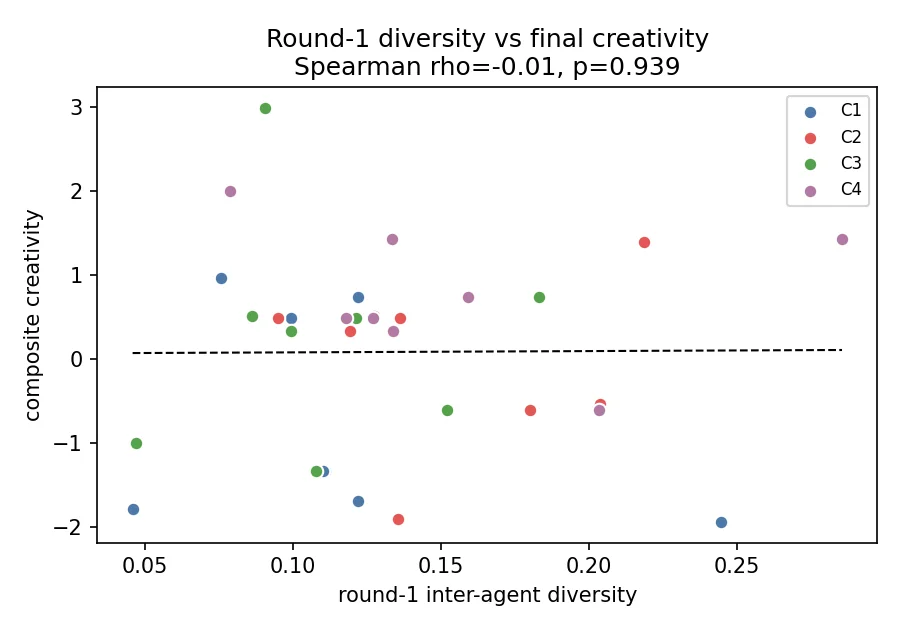 Round-1 diversity vs final creativity
Spearman rho=-0.01, p=0.939
3
2
1
0
−1
−2
composite creativity
C1
C2
C3
C4
0.05
0.10
0.15
0.20
0.25
round-1 inter-agent diversity